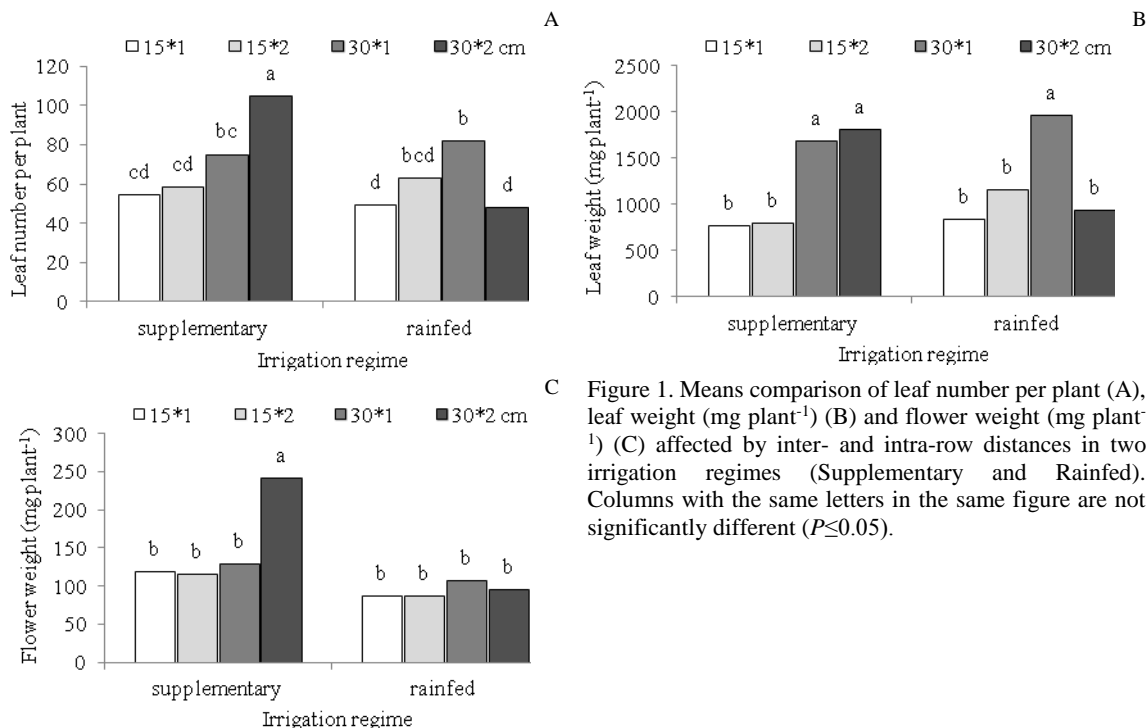 A
15*1 15*2 30*1 30*2 cm
Leaf number per plant
120
100
80
60
40
20
0
cd cd bc a d bcd b d
supplementary rainfed
Irrigation regime
B
15*1 15*2 30*1 30*2 cm
Leaf weight (mg plant⁻¹)
2500
2000
1500
1000
500
0
b b a a b b a b
supplementary rainfed
Irrigation regime
C
15*1 15*2 30*1 30*2 cm
Flower weight (mg plant⁻¹)
300
250
200
150
100
50
0
b b b a b b b b
supplementary rainfed
Irrigation regime
Figure 1. Means comparison of leaf number per plant (A),
leaf weight (mg plant⁻¹) (B) and flower weight (mg plant⁻
¹) (C) affected by inter- and intra-row distances in two
irrigation regimes (Supplementary and Rainfed).
Columns with the same letters in the same figure are not
significantly different (P≤0.05).